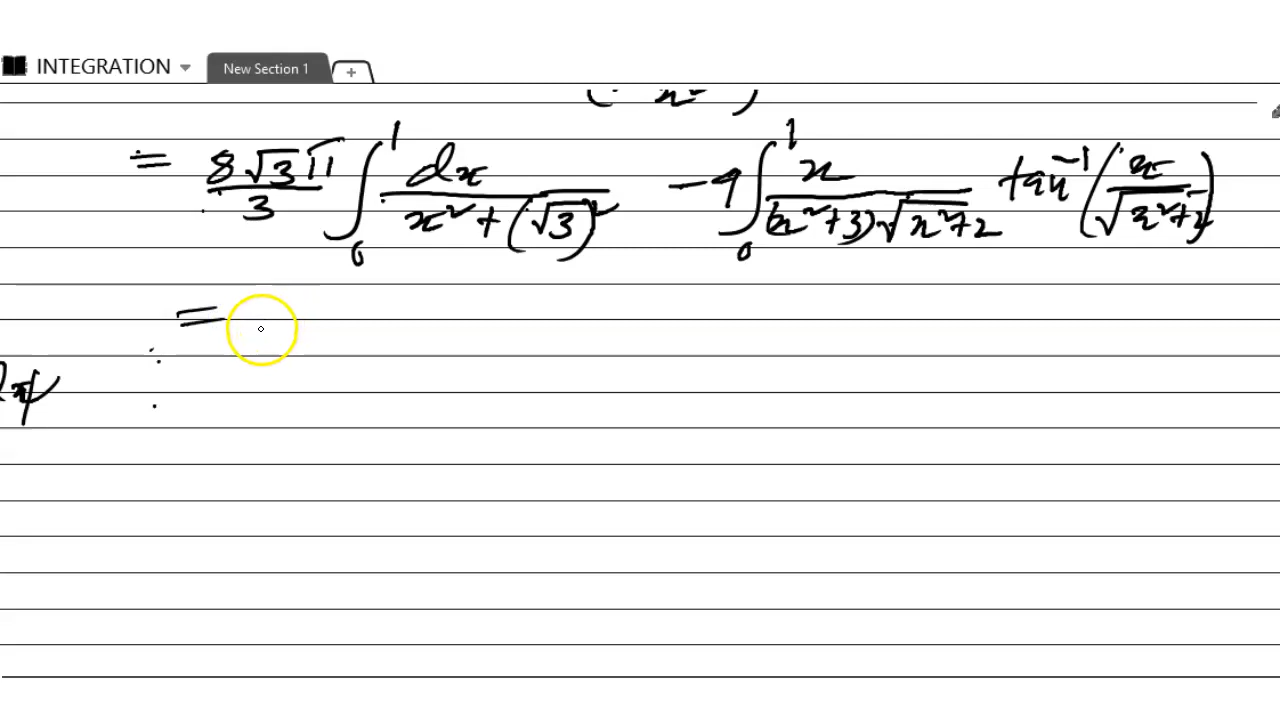 INTEGRATION New Section 1 +
( x² )
= 8√3π/3 ∫₀¹ dx/(x²+(√3)²) -9∫₀¹ x/((x²+3)√(x²+2)) tan⁻¹(x/√(x²+2))
=